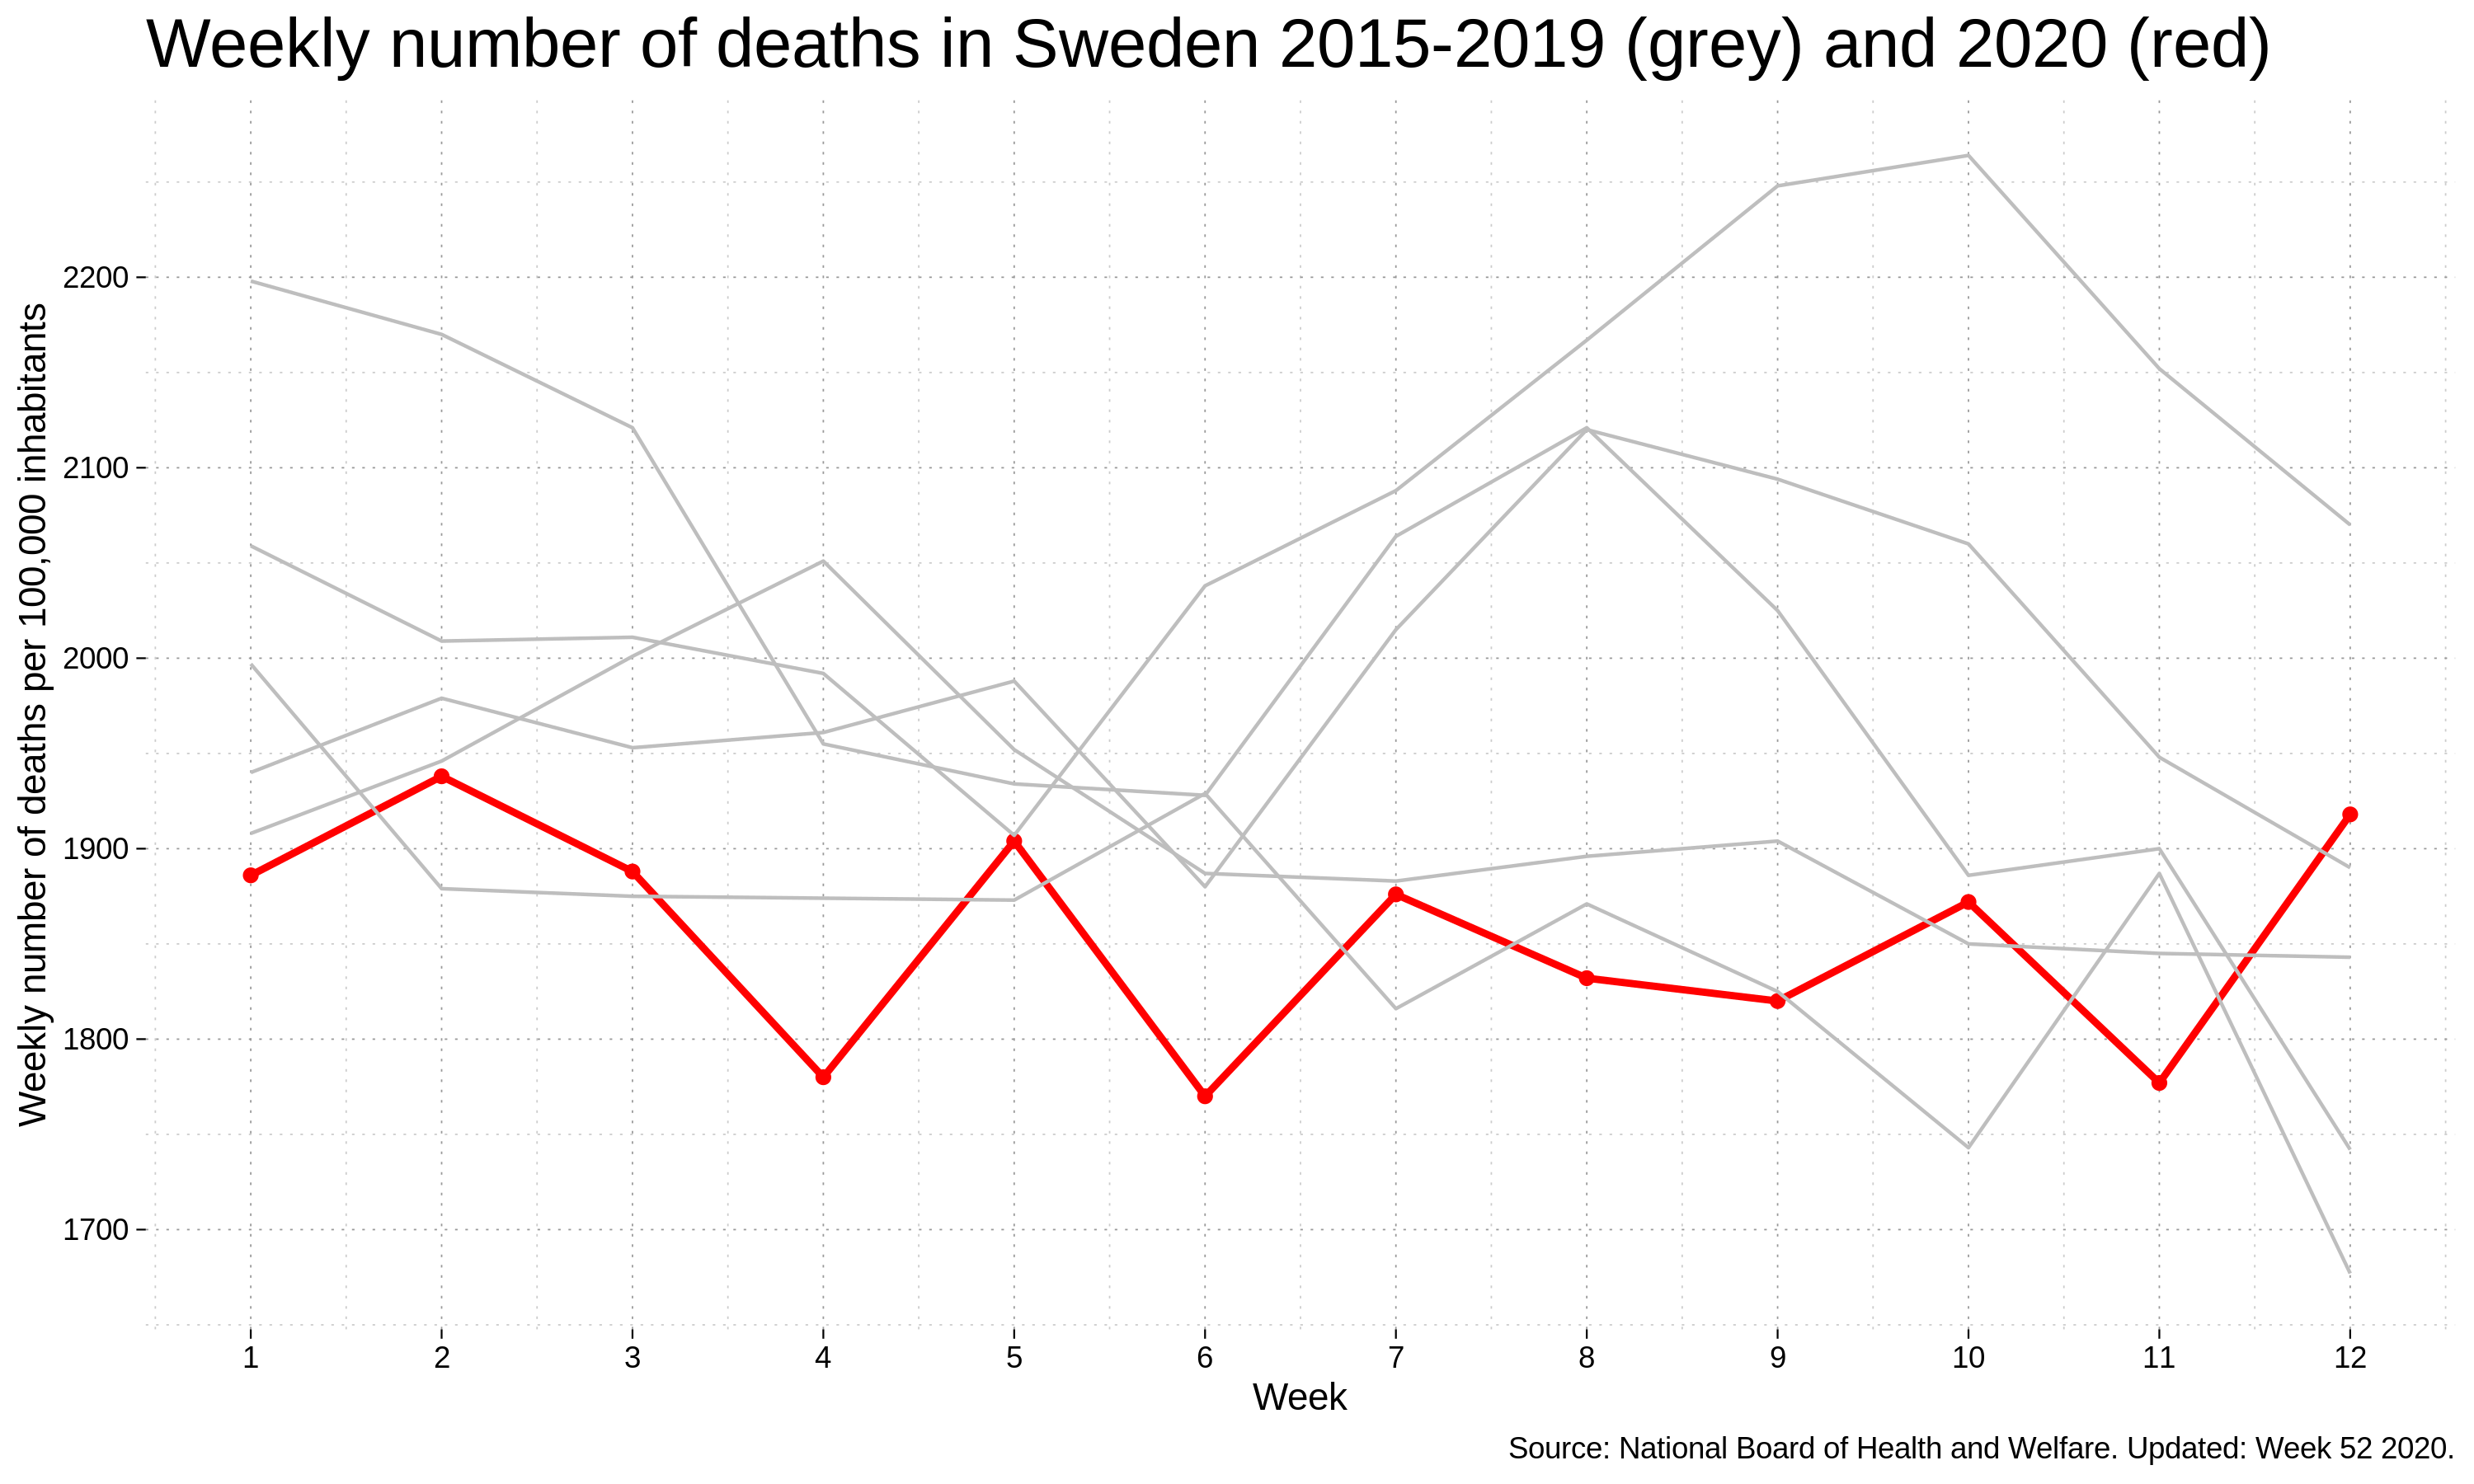 Weekly number of deaths in Sweden 2015-2019 (grey) and 2020 (red)
Weekly number of deaths per 100,000 inhabitants
2200
2100
2000
1900
1800
1700
1 2 3 4 5 6 7 8 9 10 11 12
Week
Source: National Board of Health and Welfare. Updated: Week 52 2020.